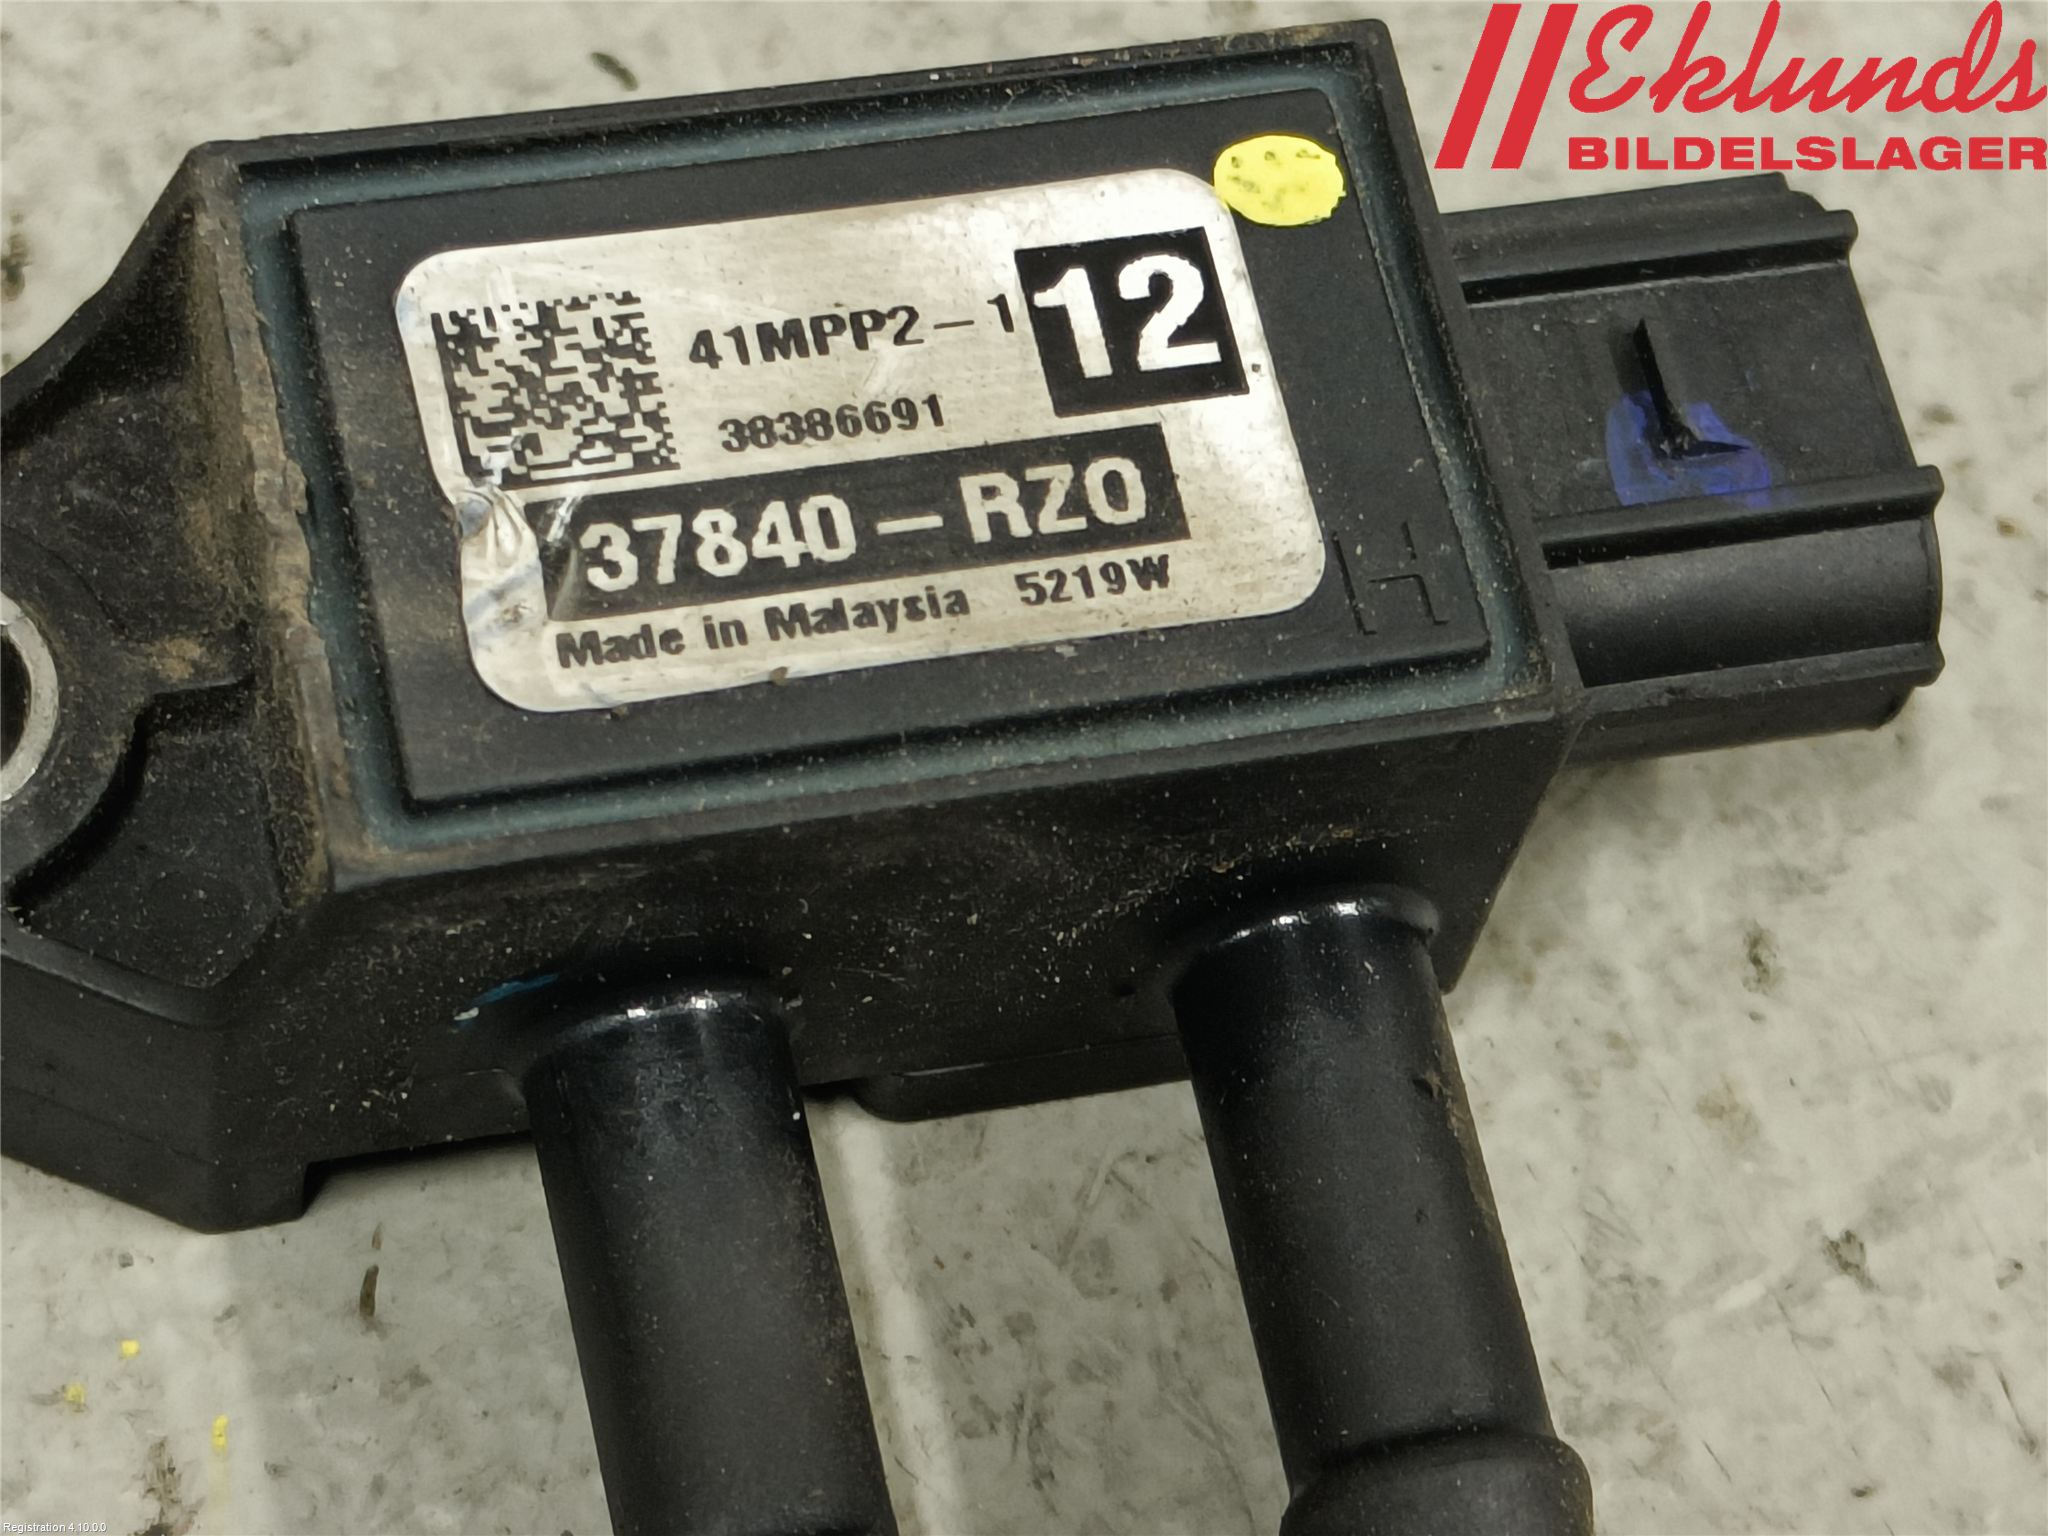 Eklunds
BILDELSLAGER
41MPP2-1
12
38386691
37840-RZ0
Made in Malaysia 5219W
H
Registration 4.10.0.0